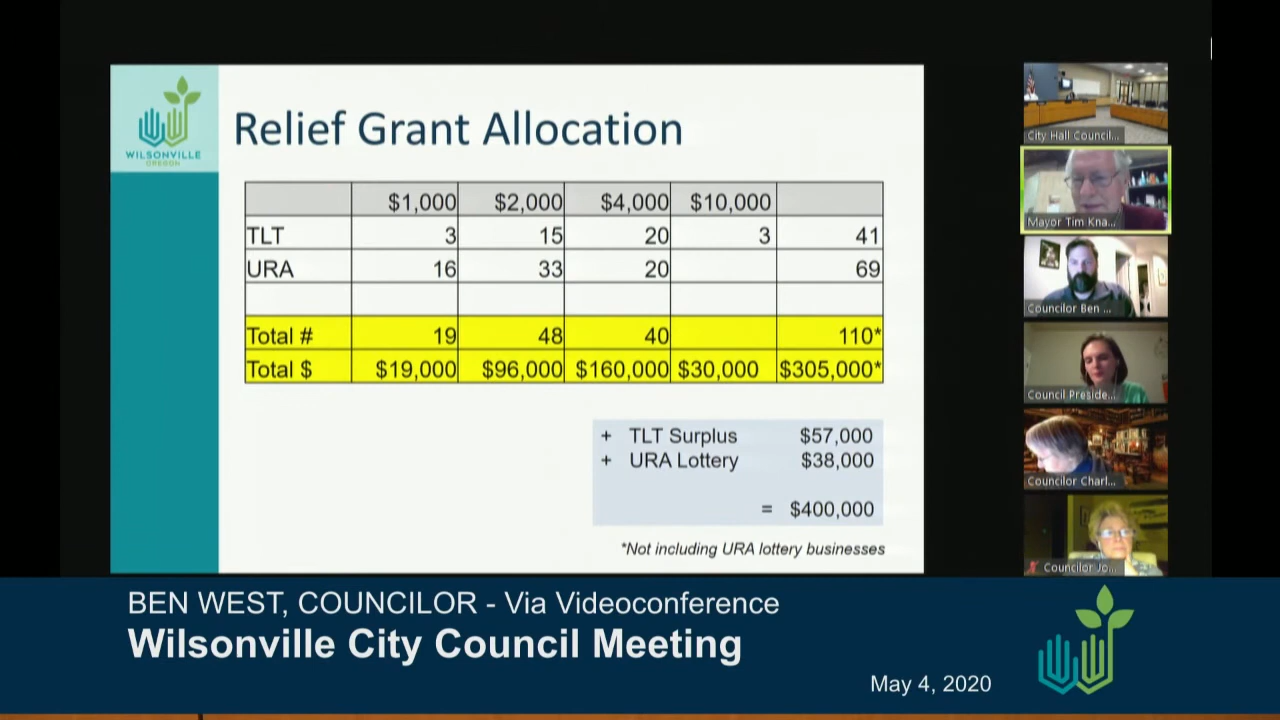 WILSONVILLE
OREGON
Relief Grant Allocation
$1,000 $2,000 $4,000 $10,000
TLT 3 15 20 3 41
URA 16 33 20 69
Total # 19 48 40 110*
Total $ $19,000 $96,000 $160,000 $30,000 $305,000*
+ TLT Surplus $57,000
+ URA Lottery $38,000
= $400,000
*Not including URA lottery businesses
City Hall Council...
Mayor Tim Kna...
Councilor Ben ...
Council Preside...
Councilor Charl...
Councilor Jo...
BEN WEST, COUNCILOR - Via Videoconference
Wilsonville City Council Meeting
May 4, 2020